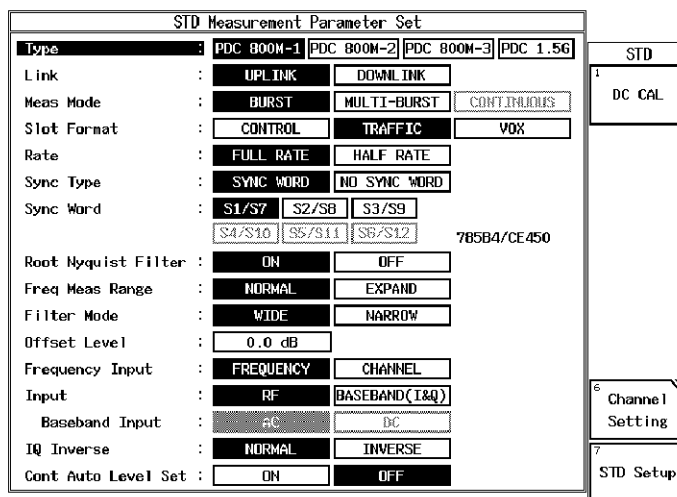 STD Measurement Parameter Set
Type : PDC 800M-1 PDC 800M-2 PDC 800M-3 PDC 1.5G
Link : UPLINK DOWNLINK
Meas Mode : BURST MULTI-BURST CONTINUOUS
Slot Format : CONTROL TRAFFIC VOX
Rate : FULL RATE HALF RATE
Sync Type : SYNC WORD NO SYNC WORD
Sync Word : S1/S7 S2/S8 S3/S9
S4/S10 S5/S11 S6/S12 785B4/CE450
Root Nyquist Filter : ON OFF
Freq Meas Range : NORMAL EXPAND
Filter Mode : WIDE NARROW
Offset Level : 0.0 dB
Frequency Input : FREQUENCY CHANNEL
Input : RF BASEBAND(I&Q)
Baseband Input : AC DC
IQ Inverse : NORMAL INVERSE
Cont Auto Level Set : ON OFF
STD
1
DC CAL
6
Channel
Setting
7
STD Setup